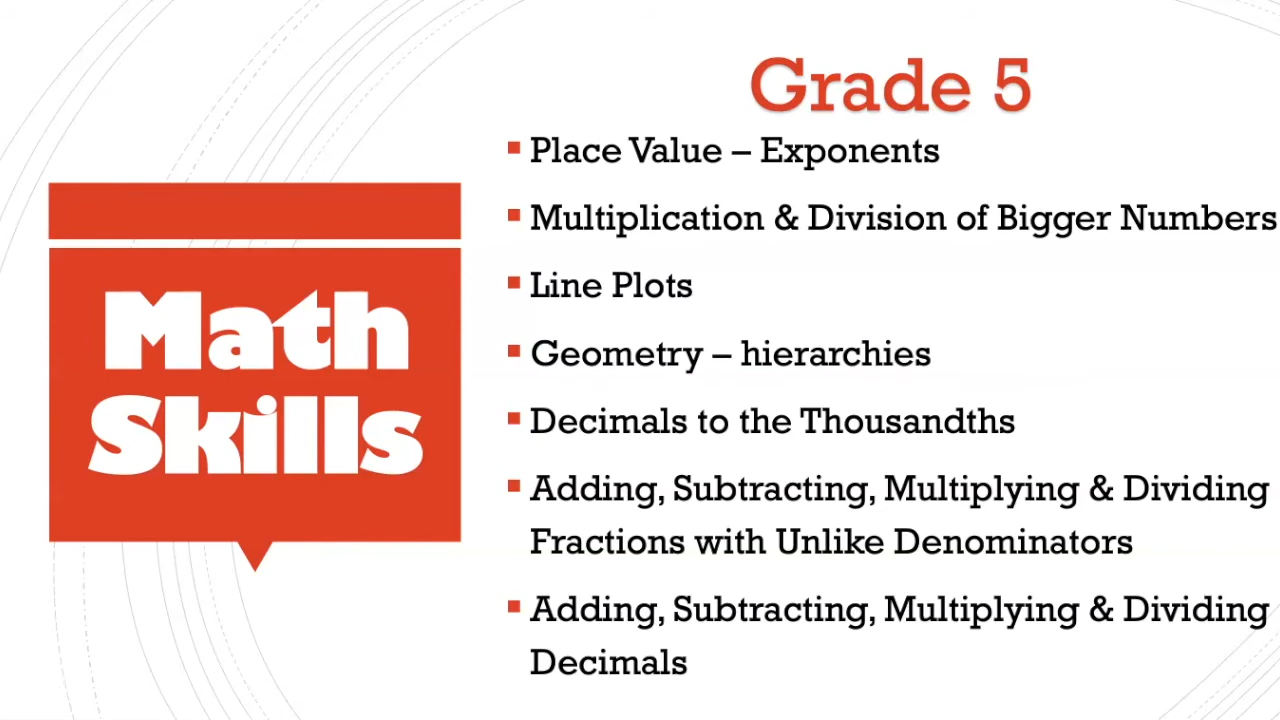 Grade 5
Math
Skills
▪ Place Value – Exponents
▪ Multiplication & Division of Bigger Numbers
▪ Line Plots
▪ Geometry – hierarchies
▪ Decimals to the Thousandths
▪ Adding, Subtracting, Multiplying & Dividing
Fractions with Unlike Denominators
▪ Adding, Subtracting, Multiplying & Dividing
Decimals